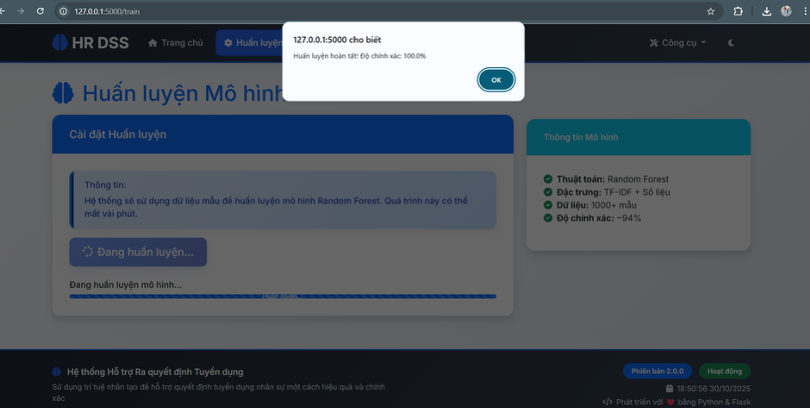 127.0.0.1:5000/train
127.0.0.1:5000 cho biết
Huấn luyện hoàn tất! Độ chính xác: 100.0%
OK
HR DSS
Trang chủ
Huấn luyện
Công cụ
Huấn luyện Mô hình
Cài đặt Huấn luyện
Thông tin:
Hệ thống sẽ sử dụng dữ liệu mẫu để huấn luyện mô hình Random Forest. Quá trình này có thể
mất vài phút.
Đang huấn luyện...
Đang huấn luyện mô hình...
Thông tin Mô hình
Thuật toán: Random Forest
Đặc trưng: TF-IDF + Số liệu
Dữ liệu: 1000+ mẫu
Độ chính xác: ~94%
Hệ thống Hỗ trợ Ra quyết định Tuyển dụng
Sử dụng trí tuệ nhân tạo để hỗ trợ quyết định tuyển dụng nhân sự một cách hiệu quả và chính
xác
Phiên bản 2.0.0
Hoạt động
18:50:56 30/10/2025
Phát triển với ❤ bằng Python & Flask